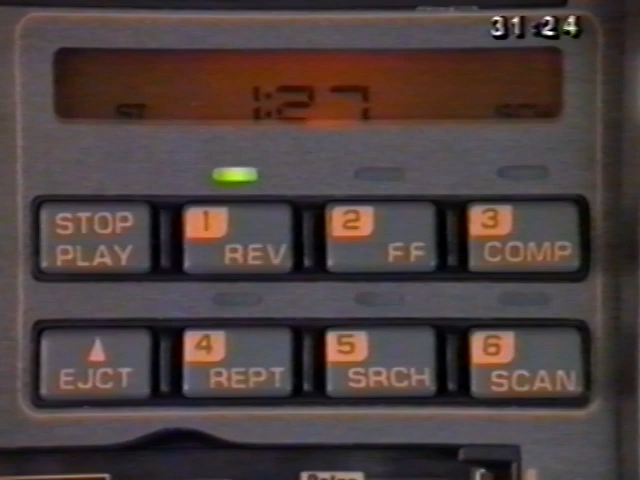 31:24
ST
1:27
STOP
PLAY
1
REV
2
FF
3
COMP
EJCT
4
REPT
5
SRCH
6
SCAN